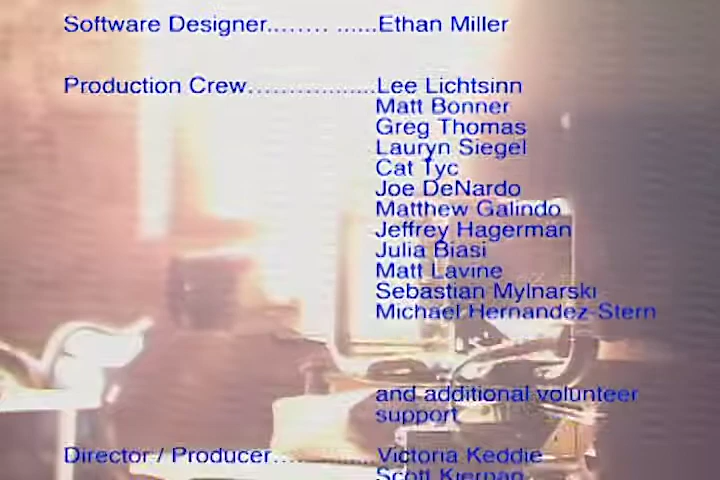 Software Designer........ ......Ethan Miller
Production Crew.....................Lee Lichtsinn
Matt Bonner
Greg Thomas
Lauryn Siegel
Cat Tyc
Joe DeNardo
Matthew Galindo
Jeffrey Hagerman
Julia Biasi
Matt Lavine
Sebastian Mylnarski
Michael Hernandez-Stern
and additional volunteer
support
Director / Producer.... ..........Victoria Keddie
Scott Kiernan